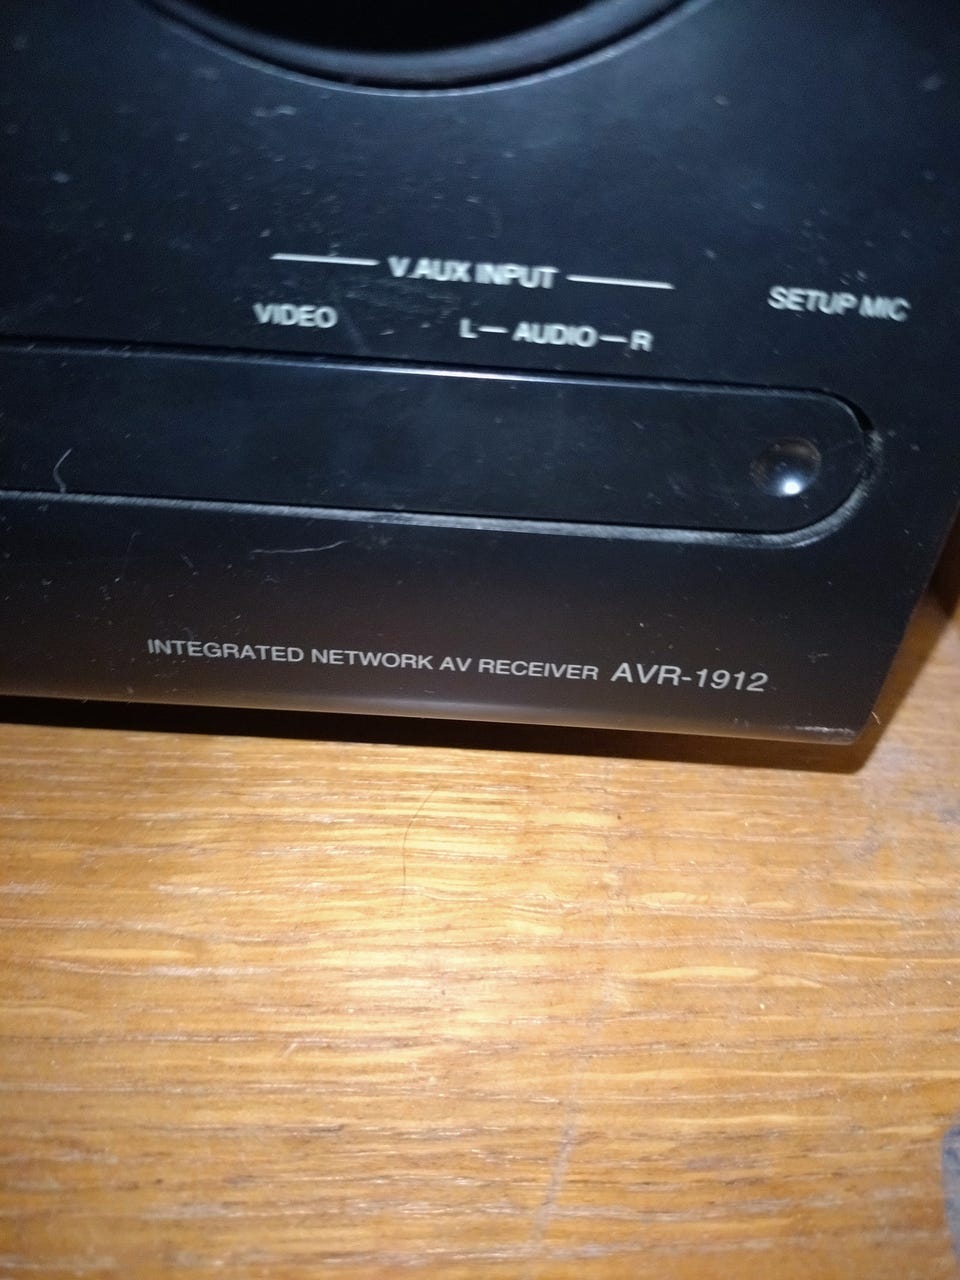 V.AUX INPUT
SETUP MIC
VIDEO
L — AUDIO — R
INTEGRATED NETWORK AV RECEIVER AVR-1912